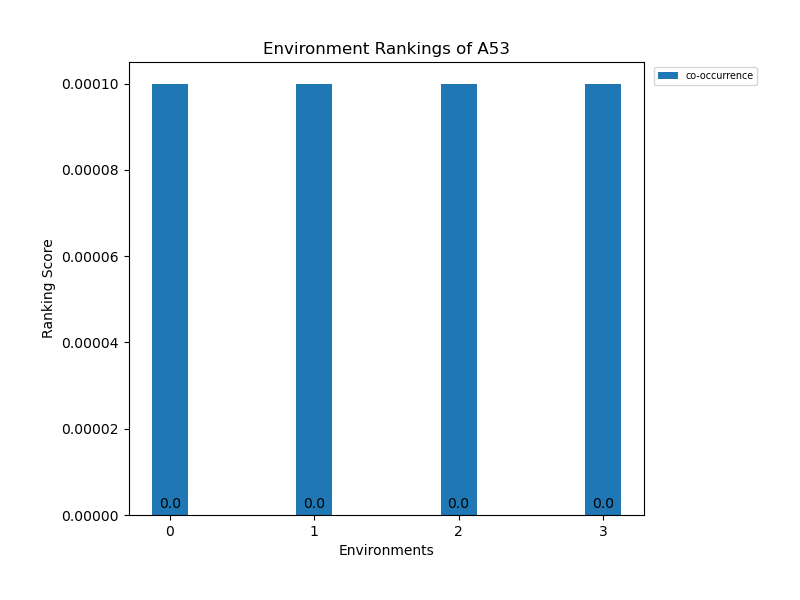 Environment Rankings of A53
co-occurrence
0.00010
0.00008
0.00006
0.00004
0.00002
0.00000
Ranking Score
0.0 0.0 0.0 0.0
0 1 2 3
Environments